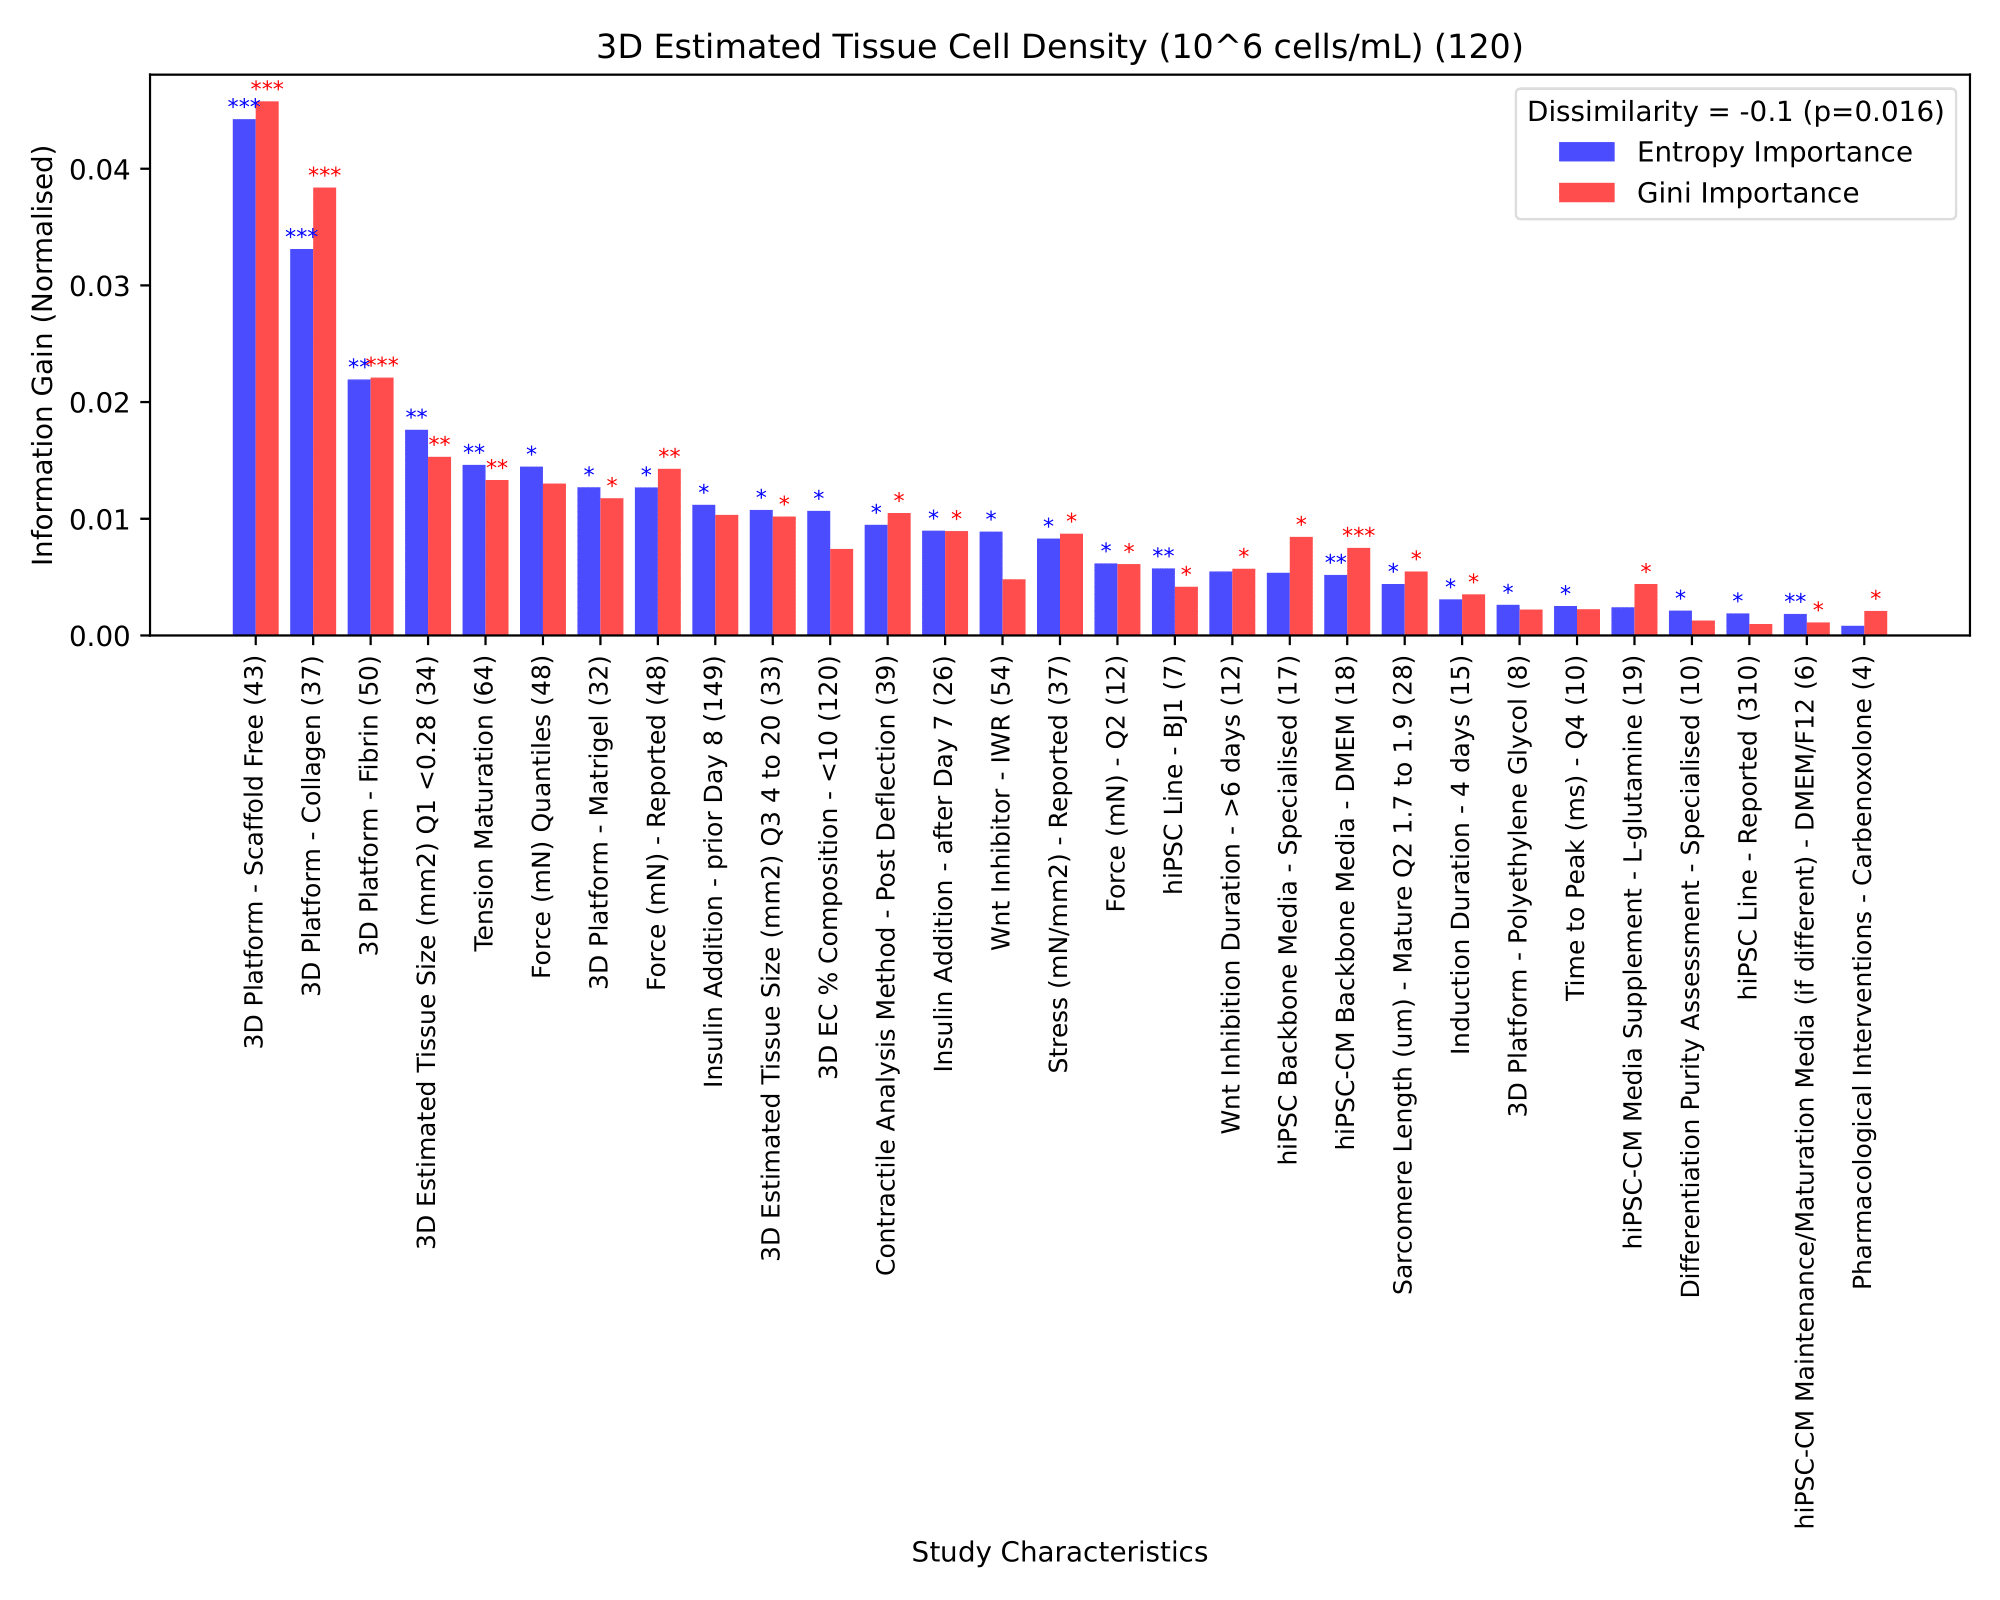 3D Estimated Tissue Cell Density (10^6 cells/mL) (120)
Information Gain (Normalised)
0.04
0.03
0.02
0.01
0.00
Dissimilarity = -0.1 (p=0.016)
Entropy Importance
Gini Importance
*** ***
*** ***
** ***
** **
** **
*
* *
* **
*
* *
*
* *
* *
*
* *
* *
** *
*
*
** ***
* *
* *
*
*
*
*
*
** *
*
3D Platform - Scaffold Free (43)
3D Platform - Collagen (37)
3D Platform - Fibrin (50)
3D Estimated Tissue Size (mm2) Q1 <0.28 (34)
Tension Maturation (64)
Force (mN) Quantiles (48)
3D Platform - Matrigel (32)
Force (mN) - Reported (48)
Insulin Addition - prior Day 8 (149)
3D Estimated Tissue Size (mm2) Q3 4 to 20 (33)
3D EC % Composition - <10 (120)
Contractile Analysis Method - Post Deflection (39)
Insulin Addition - after Day 7 (26)
Wnt Inhibitor - IWR (54)
Stress (mN/mm2) - Reported (37)
Force (mN) - Q2 (12)
hiPSC Line - BJ1 (7)
Wnt Inhibition Duration - >6 days (12)
hiPSC Backbone Media - Specialised (17)
hiPSC-CM Backbone Media - DMEM (18)
Sarcomere Length (um) - Mature Q2 1.7 to 1.9 (28)
Induction Duration - 4 days (15)
3D Platform - Polyethylene Glycol (8)
Time to Peak (ms) - Q4 (10)
hiPSC-CM Media Supplement - L-glutamine (19)
Differentiation Purity Assessment - Specialised (10)
hiPSC Line - Reported (310)
hiPSC-CM Maintenance/Maturation Media (if different) - DMEM/F12 (6)
Pharmacological Interventions - Carbenoxolone (4)
Study Characteristics